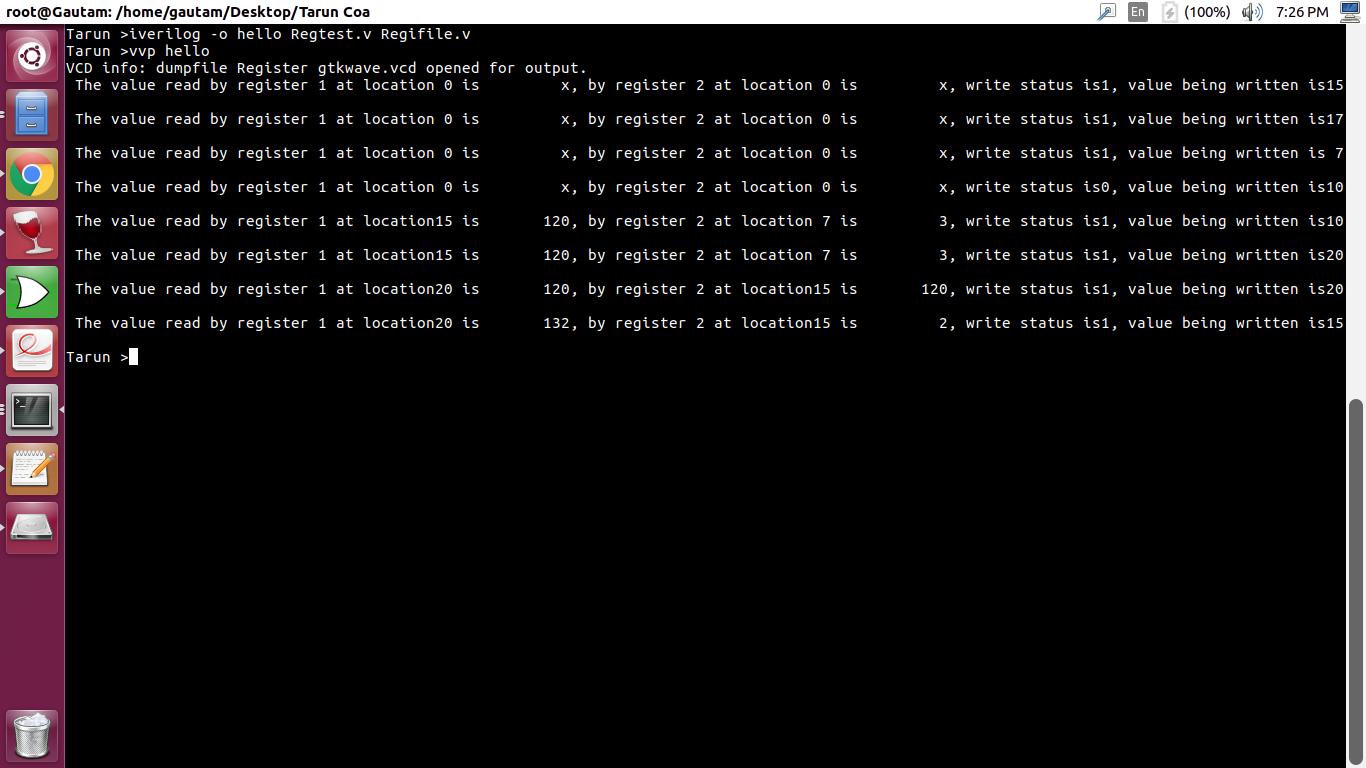 root@Gautam: /home/gautam/Desktop/Tarun Coa En (100%) 7:26 PM
Tarun >iverilog -o hello Regtest.v Regifile.v
Tarun >vvp hello
VCD info: dumpfile Register gtkwave.vcd opened for output.
The value read by register 1 at location 0 is         x, by register 2 at location 0 is         x, write status is1, value being written is15
The value read by register 1 at location 0 is         x, by register 2 at location 0 is         x, write status is1, value being written is17
The value read by register 1 at location 0 is         x, by register 2 at location 0 is         x, write status is1, value being written is 7
The value read by register 1 at location 0 is         x, by register 2 at location 0 is         x, write status is0, value being written is10
The value read by register 1 at location15 is       120, by register 2 at location 7 is         3, write status is1, value being written is10
The value read by register 1 at location15 is       120, by register 2 at location 7 is         3, write status is1, value being written is20
The value read by register 1 at location20 is       120, by register 2 at location15 is       120, write status is1, value being written is20
The value read by register 1 at location20 is       132, by register 2 at location15 is         2, write status is1, value being written is15
Tarun >